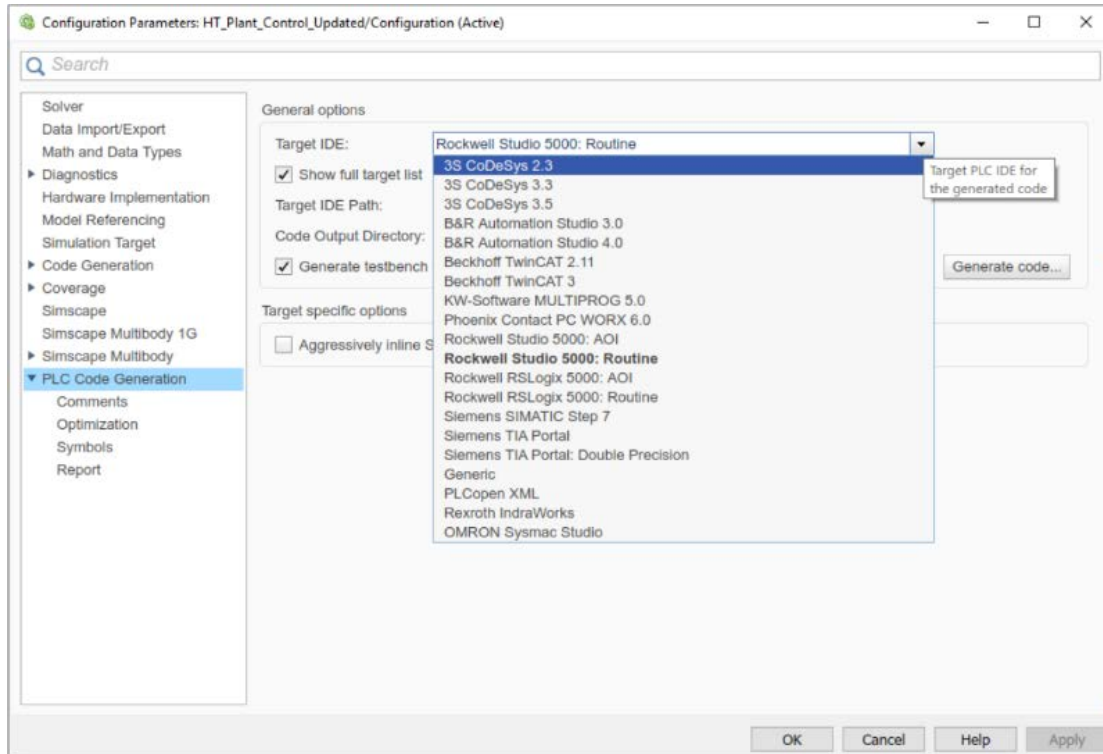 Configuration Parameters: HT_Plant_Control_Updated/Configuration (Active)
Search
Solver
Data Import/Export
Math and Data Types
Diagnostics
Hardware Implementation
Model Referencing
Simulation Target
Code Generation
Coverage
Simscape
Simscape Multibody 1G
Simscape Multibody
PLC Code Generation
Comments
Optimization
Symbols
Report
General options
Target IDE:
Rockwell Studio 5000: Routine
Show full target list
Target IDE Path:
Code Output Directory:
Generate testbench
3S CoDeSys 2.3
3S CoDeSys 3.3
3S CoDeSys 3.5
B&R Automation Studio 3.0
B&R Automation Studio 4.0
Beckhoff TwinCAT 2.11
Beckhoff TwinCAT 3
KW-Software MULTIPROG 5.0
Phoenix Contact PC WORX 6.0
Rockwell Studio 5000: AOI
Rockwell Studio 5000: Routine
Rockwell RSLogix 5000: AOI
Rockwell RSLogix 5000: Routine
Siemens SIMATIC Step 7
Siemens TIA Portal
Siemens TIA Portal: Double Precision
Generic
PLCopen XML
Rexroth IndraWorks
OMRON Sysmac Studio
Target PLC IDE for
the generated code
Generate code...
Target specific options
Aggressively inline S
OK
Cancel
Help
Apply